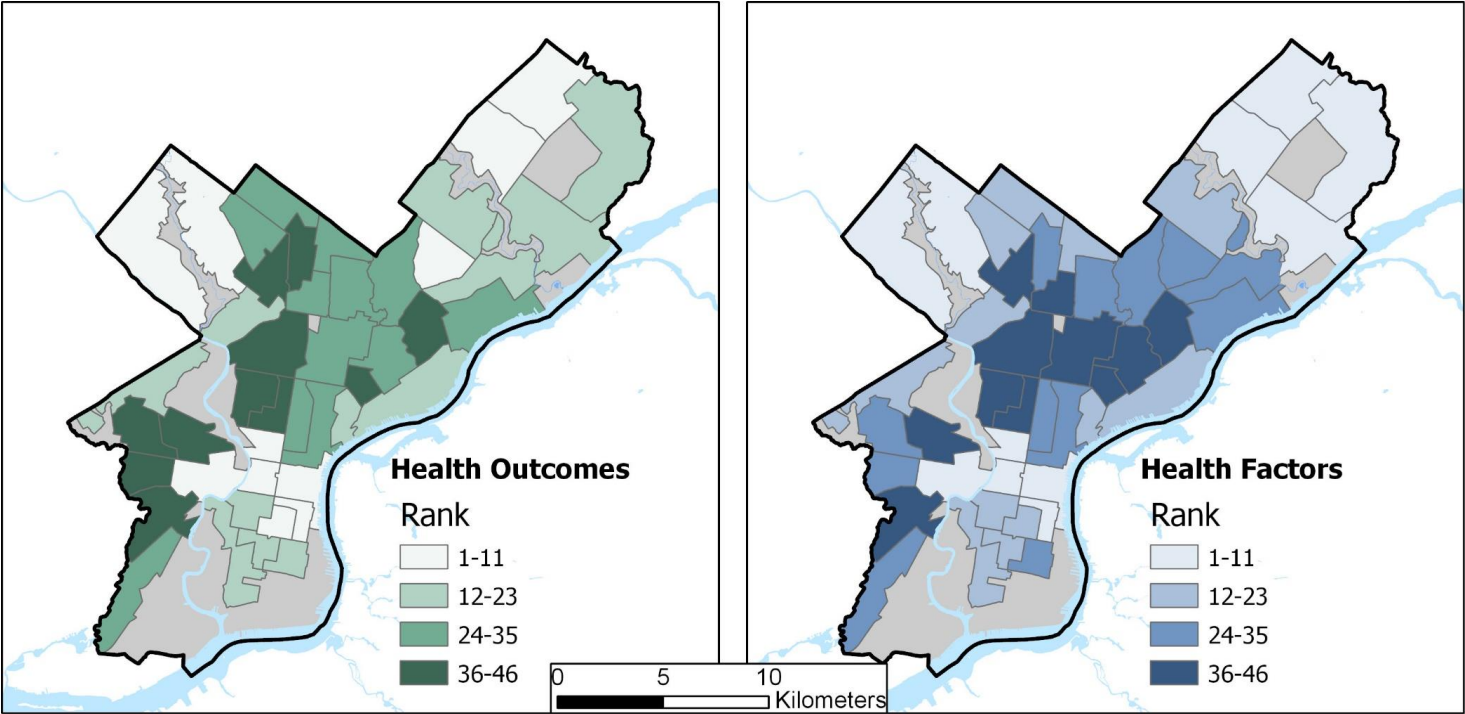 Health Outcomes
Rank
1-11
12-23
24-35
36-46
Health Factors
Rank
1-11
12-23
24-35
36-46
0 5 10
Kilometers